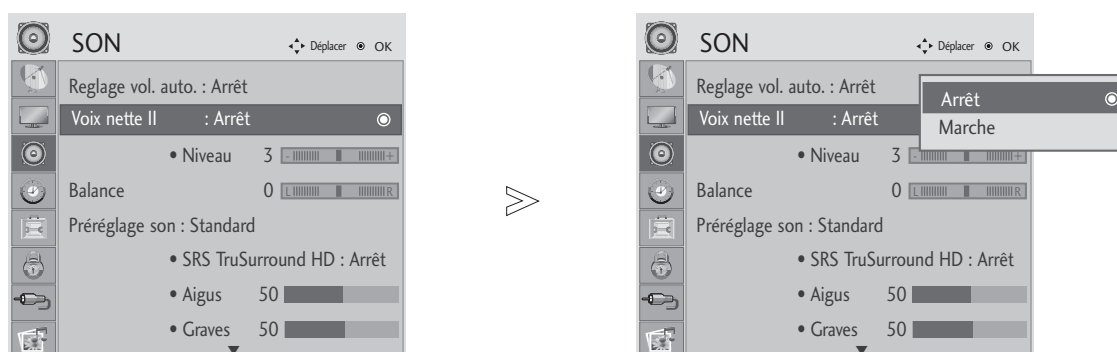 SON
Déplacer OK
Reglage vol. auto. : Arrêt
Voix nette II : Arrêt
• Niveau 3 - +
Balance 0 L R
Préréglage son : Standard
• SRS TruSurround HD : Arrêt
• Aigus 50
• Graves 50
SON
Déplacer OK
Reglage vol. auto. : Arrêt
Voix nette II : Arrêt
Arrêt
Marche
• Niveau 3 - +
Balance 0 L R
Préréglage son : Standard
• SRS TruSurround HD : Arrêt
• Aigus 50
• Graves 50